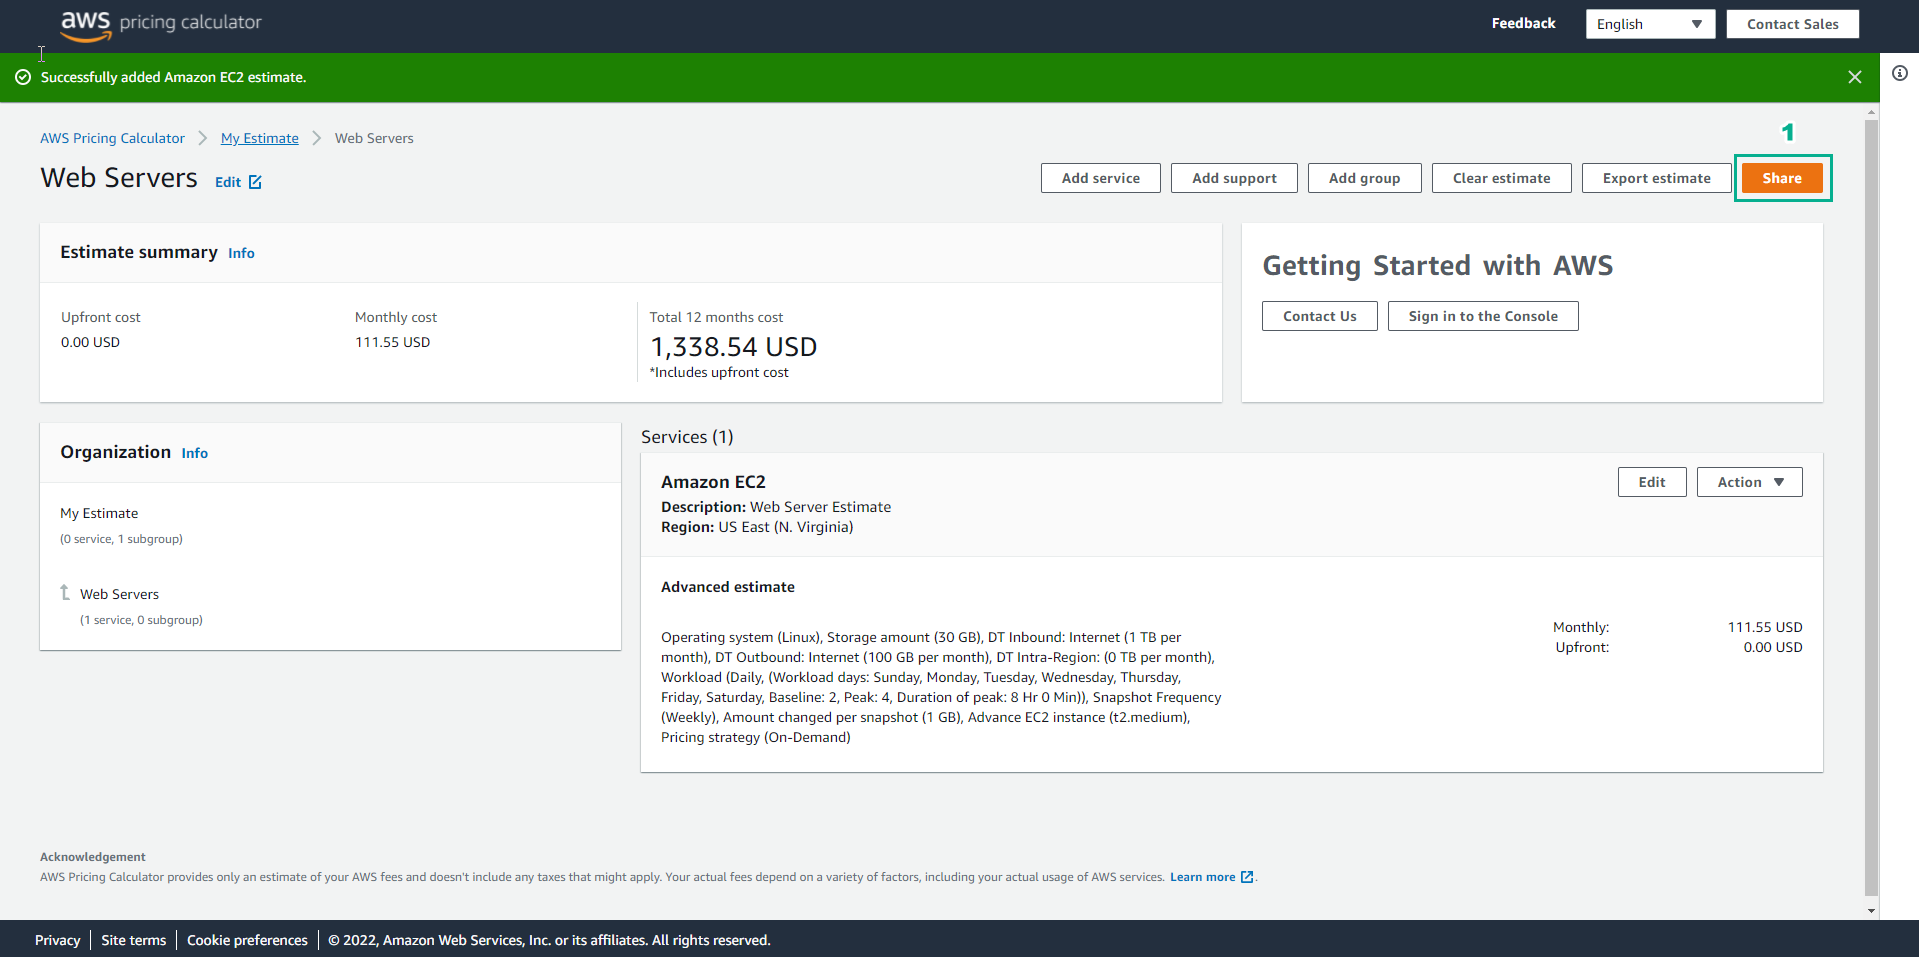 aws pricing calculator
Feedback
English
Contact Sales
Successfully added Amazon EC2 estimate.
AWS Pricing Calculator
My Estimate
Web Servers
1
Web Servers
Edit
Add service
Add support
Add group
Clear estimate
Export estimate
Share
Estimate summary Info
Upfront cost
0.00 USD
Monthly cost
111.55 USD
Total 12 months cost
1,338.54 USD
*Includes upfront cost
Getting Started with AWS
Contact Us
Sign in to the Console
Organization Info
My Estimate
(0 service, 1 subgroup)
Web Servers
(1 service, 0 subgroup)
Services (1)
Amazon EC2
Edit
Action
Description: Web Server Estimate
Region: US East (N. Virginia)
Advanced estimate
Operating system (Linux), Storage amount (30 GB), DT Inbound: Internet (1 TB per
month), DT Outbound: Internet (100 GB per month), DT Intra-Region: (0 TB per month),
Workload (Daily, (Workload days: Sunday, Monday, Tuesday, Wednesday, Thursday,
Friday, Saturday, Baseline: 2, Peak: 4, Duration of peak: 8 Hr 0 Min)), Snapshot Frequency
(Weekly), Amount changed per snapshot (1 GB), Advance EC2 instance (t2.medium),
Pricing strategy (On-Demand)
Monthly: 111.55 USD
Upfront: 0.00 USD
Acknowledgement
AWS Pricing Calculator provides only an estimate of your AWS fees and doesn't include any taxes that might apply. Your actual fees depend on a variety of factors, including your actual usage of AWS services. Learn more .
Privacy
Site terms
Cookie preferences
© 2022, Amazon Web Services, Inc. or its affiliates. All rights reserved.